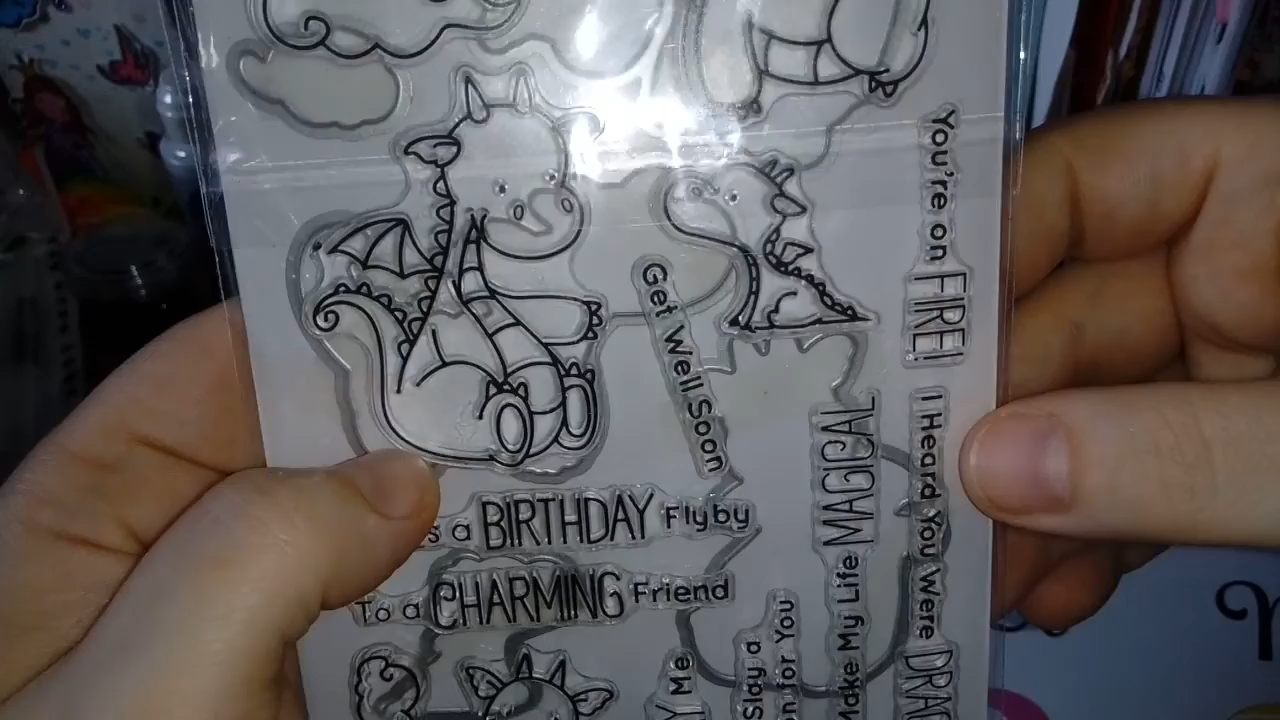 You're on FIRE!
Get Well Soon
I Heard You Were
Make My Life MAGICAL
s a BIRTHDAY Flyby
To a CHARMING Friend
Slay a
for You
Me